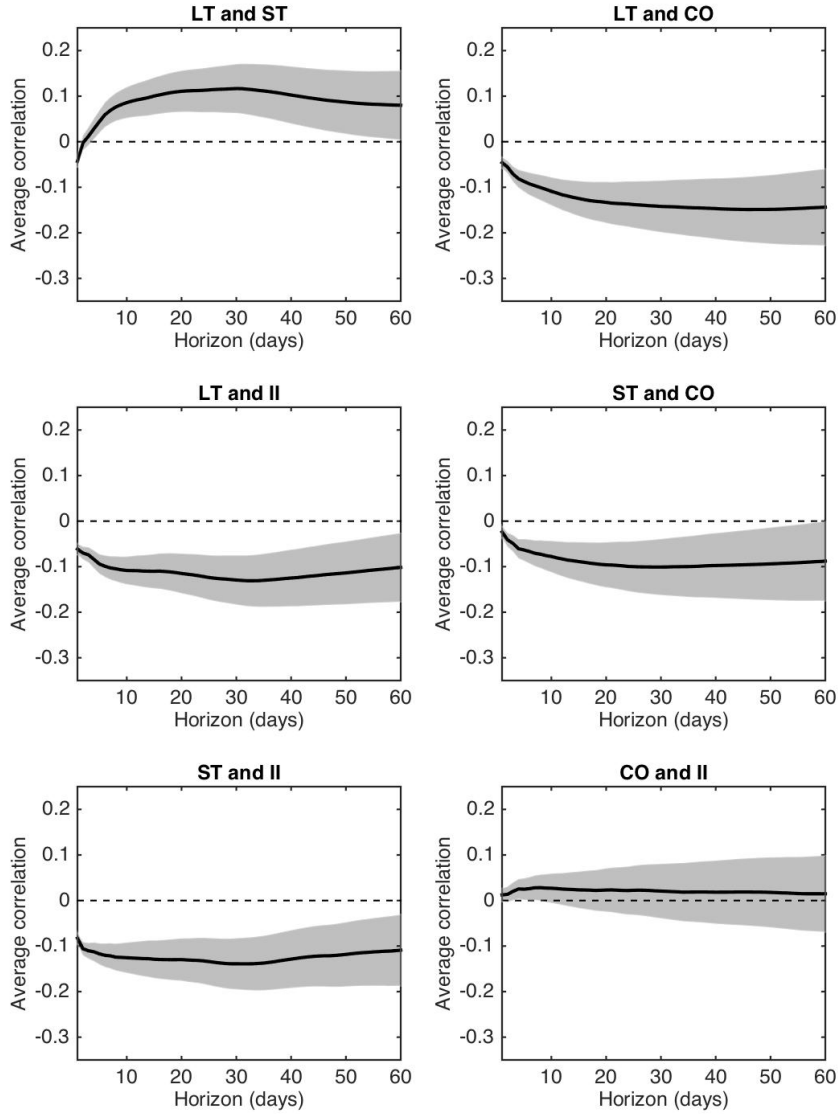 LT and ST
0.2
0.1
0
-0.1
-0.2
-0.3
Average correlation
10 20 30 40 50 60
Horizon (days)
LT and CO
0.2
0.1
0
-0.1
-0.2
-0.3
Average correlation
10 20 30 40 50 60
Horizon (days)
LT and II
0.2
0.1
0
-0.1
-0.2
-0.3
Average correlation
10 20 30 40 50 60
Horizon (days)
ST and CO
0.2
0.1
0
-0.1
-0.2
-0.3
Average correlation
10 20 30 40 50 60
Horizon (days)
ST and II
0.2
0.1
0
-0.1
-0.2
-0.3
Average correlation
10 20 30 40 50 60
Horizon (days)
CO and II
0.2
0.1
0
-0.1
-0.2
-0.3
Average correlation
10 20 30 40 50 60
Horizon (days)